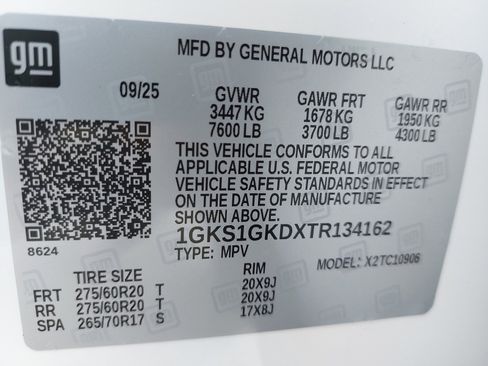 gm
MFD BY GENERAL MOTORS LLC
09/25 GVWR GAWR FRT GAWR RR
3447 KG 1678 KG 1950 KG
7600 LB 3700 LB 4300 LB
THIS VEHICLE CONFORMS TO ALL
APPLICABLE U.S. FEDERAL MOTOR
VEHICLE SAFETY STANDARDS IN EFFECT
ON THE DATE OF MANUFACTURE
SHOWN ABOVE.
8624
1GKS1GKDXTR134162
TYPE: MPV MODEL: X2TC10906
TIRE SIZE RIM
FRT 275/60R20 T 20X9J
RR 275/60R20 T 20X9J
SPA 265/70R17 S 17X8J